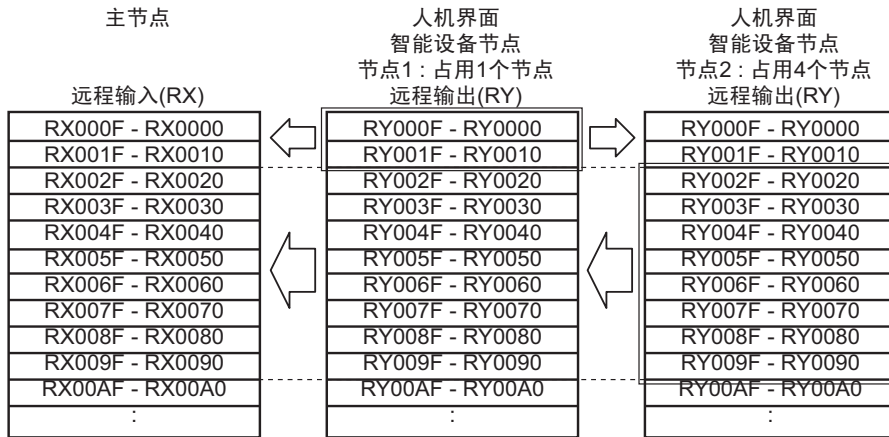 主节点
远程输入(RX)
RX000F - RX0000
RX001F - RX0010
RX002F - RX0020
RX003F - RX0030
RX004F - RX0040
RX005F - RX0050
RX006F - RX0060
RX007F - RX0070
RX008F - RX0080
RX009F - RX0090
RX00AF - RX00A0
:
人机界面
智能设备节点
节点1 : 占用1个节点
远程输出(RY)
RY000F - RY0000
RY001F - RY0010
RY002F - RY0020
RY003F - RY0030
RY004F - RY0040
RY005F - RY0050
RY006F - RY0060
RY007F - RY0070
RY008F - RY0080
RY009F - RY0090
RY00AF - RY00A0
:
人机界面
智能设备节点
节点2 : 占用4个节点
远程输出(RY)
RY000F - RY0000
RY001F - RY0010
RY002F - RY0020
RY003F - RY0030
RY004F - RY0040
RY005F - RY0050
RY006F - RY0060
RY007F - RY0070
RY008F - RY0080
RY009F - RY0090
RY00AF - RY00A0
: